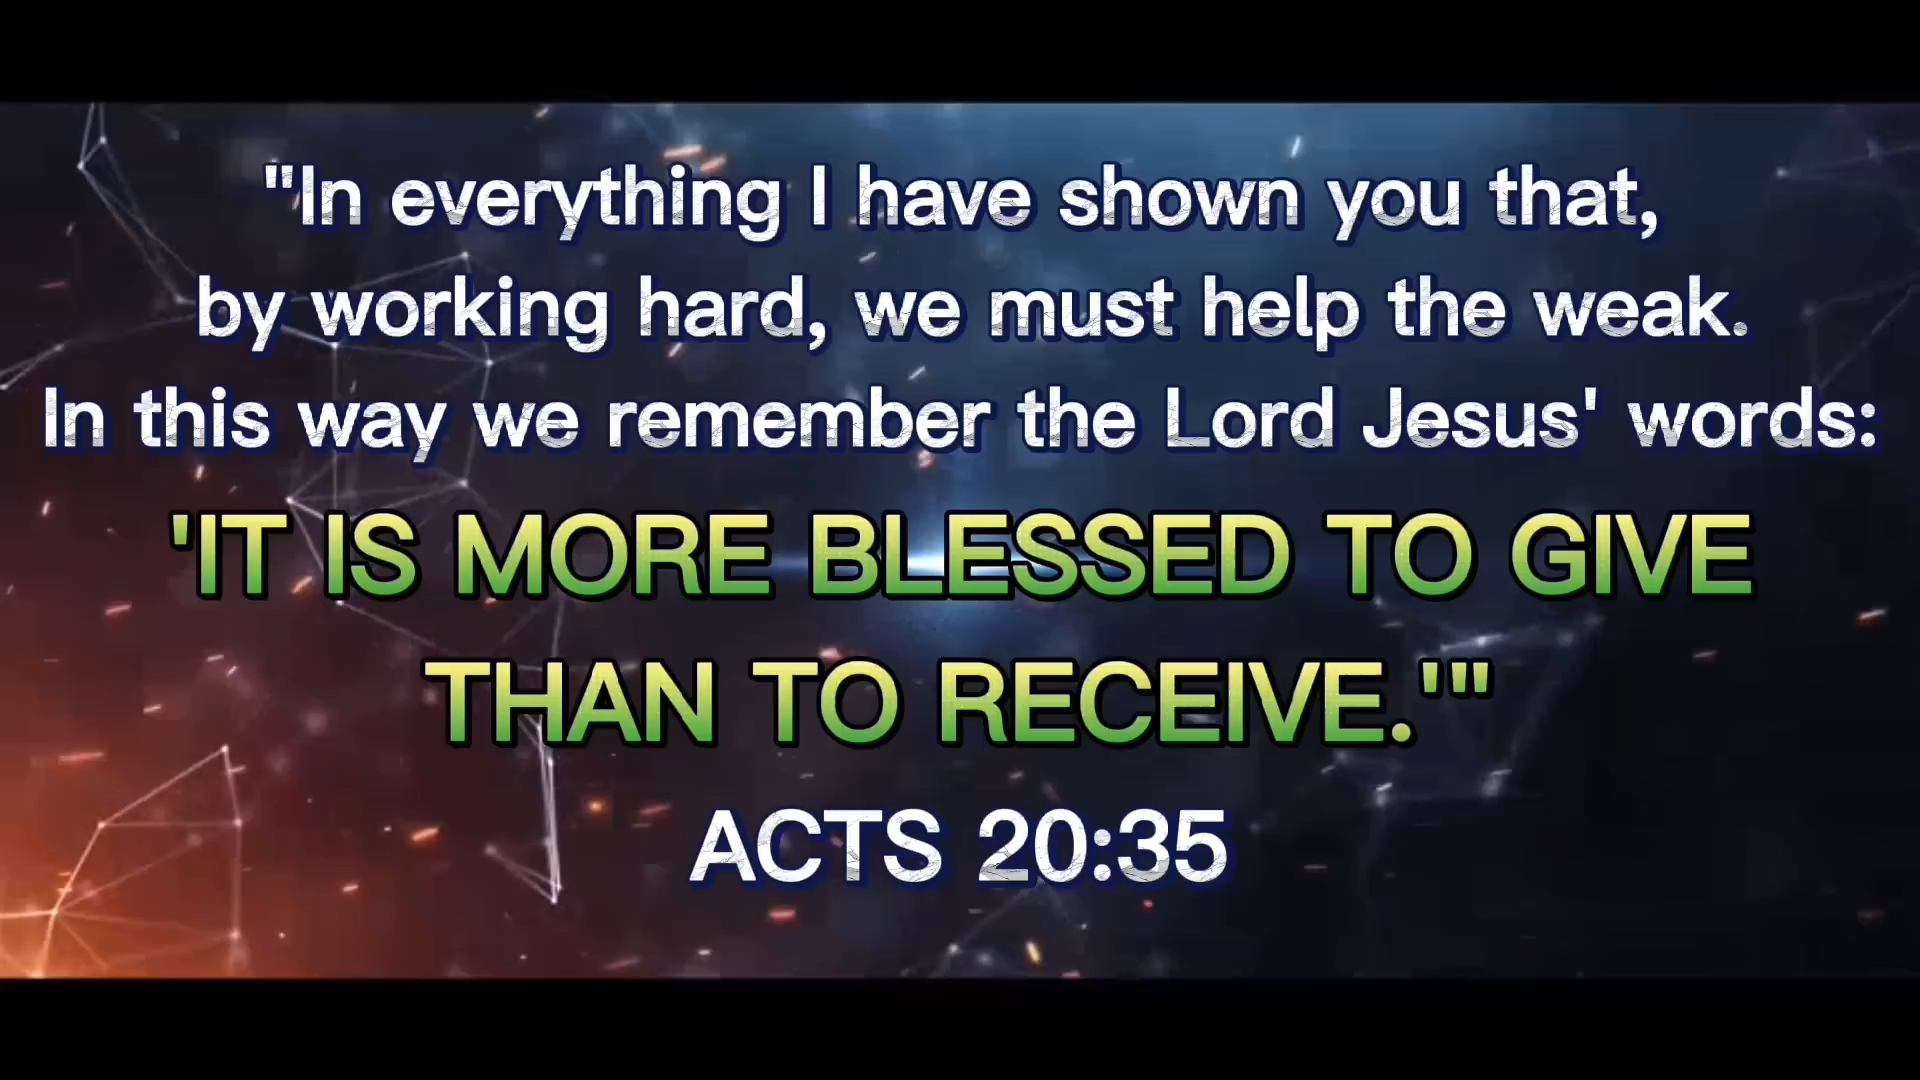 "In everything I have shown you that,
by working hard, we must help the weak.
In this way we remember the Lord Jesus' words:
'IT IS MORE BLESSED TO GIVE
THAN TO RECEIVE.'"
ACTS 20:35